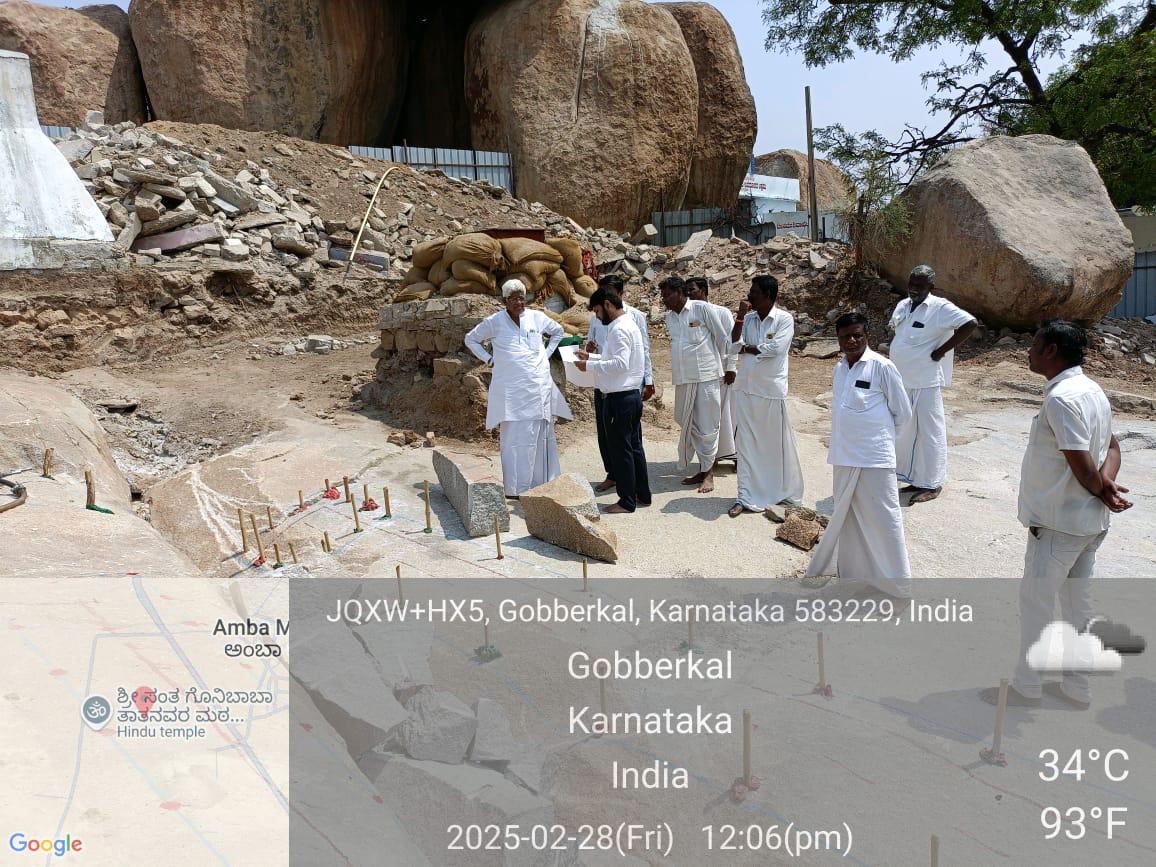 JQXW+HX5, Gobberkal, Karnataka 583229, India
Gobberkal
Karnataka
India
2025-02-28(Fri) 12:06(pm)
34°C
93°F
Amba M
ಅಂಬಾ
ತಾತನವರ ಮಠ...
Hindu temple
Google